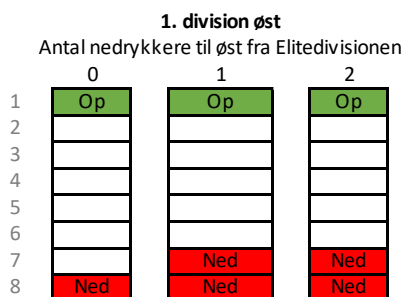 1. division øst
Antal nedrykkere til øst fra Elitedivisionen
0 1 2
1 Op Op Op
2
3
4
5
6
7 Ned Ned
8 Ned Ned Ned